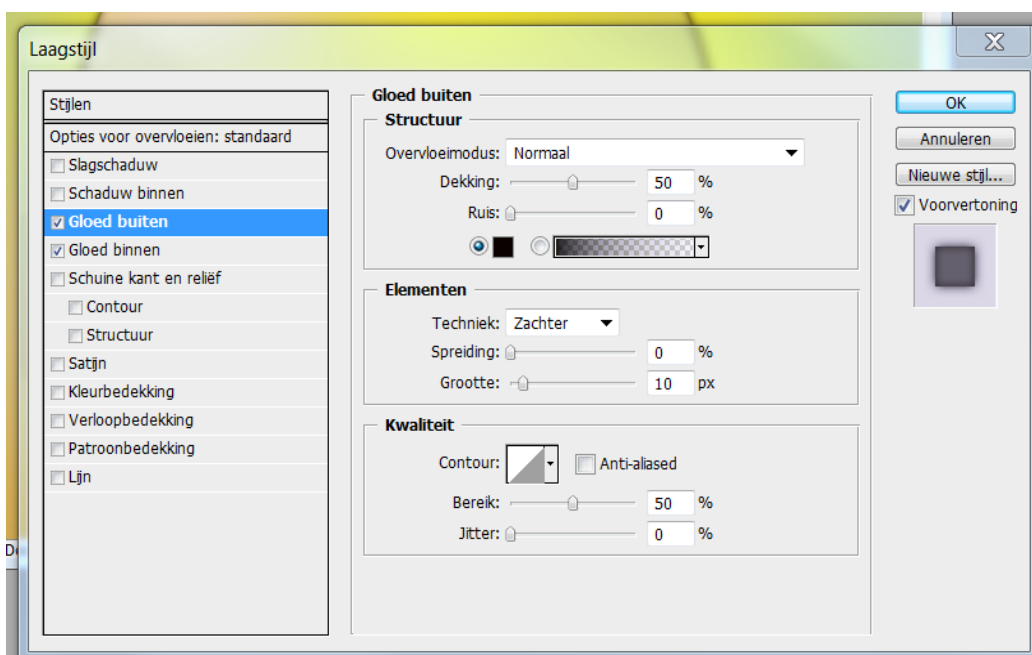 Laagstijl
Stijlen
Opties voor overvloeien: standaard
Slagschaduw
Schaduw binnen
Gloed buiten
Gloed binnen
Schuine kant en reliëf
Contour
Structuur
Satijn
Kleurbedekking
Verloopbedekking
Patroonbedekking
Lijn
Gloed buiten
Structuur
Overvloeimodus: Normaal
Dekking: 50 %
Ruis: 0 %
Elementen
Techniek: Zachter
Spreiding: 0 %
Grootte: 10 px
Kwaliteit
Contour: Anti-aliased
Bereik: 50 %
Jitter: 0 %
OK
Annuleren
Nieuwe stijl...
Voorvertoning